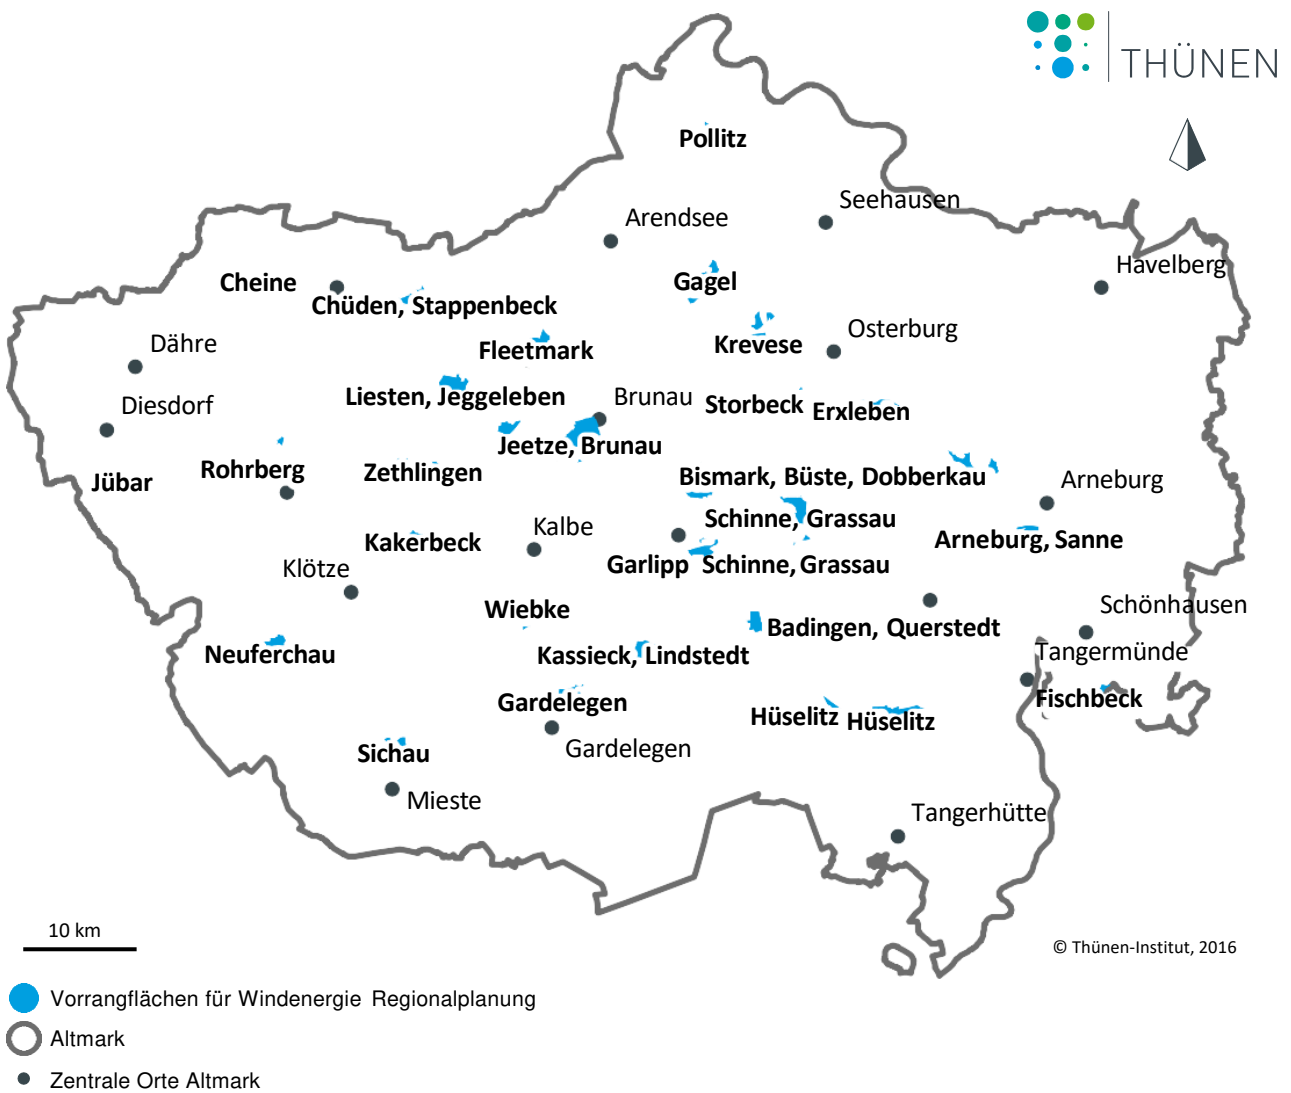 THÜNEN
Pollitz
Seehausen
Arendsee
Havelberg
Gagel
Cheine
Chüden, Stappenbeck
Osterburg
Krevese
Dähre
Fleetmark
Liesten, Jeggeleben
Brunau
Storbeck
Erxleben
Diesdorf
Jeetze, Brunau
Rohrberg
Zethlingen
Jübar
Bismark, Büste, Dobberkau
Arneburg
Schinne, Grassau
Kalbe
Arneburg, Sanne
Kakerbeck
Garlipp
Schinne, Grassau
Klötze
Schönhausen
Wiebke
Badingen, Querstedt
Tangermünde
Neuferchau
Kassieck, Lindstedt
Fischbeck
Gardelegen
Hüselitz
Hüselitz
Gardelegen
Sichau
Mieste
Tangerhütte
10 km
© Thünen-Institut, 2016
Vorrangflächen für Windenergie Regionalplanung
Altmark
Zentrale Orte Altmark